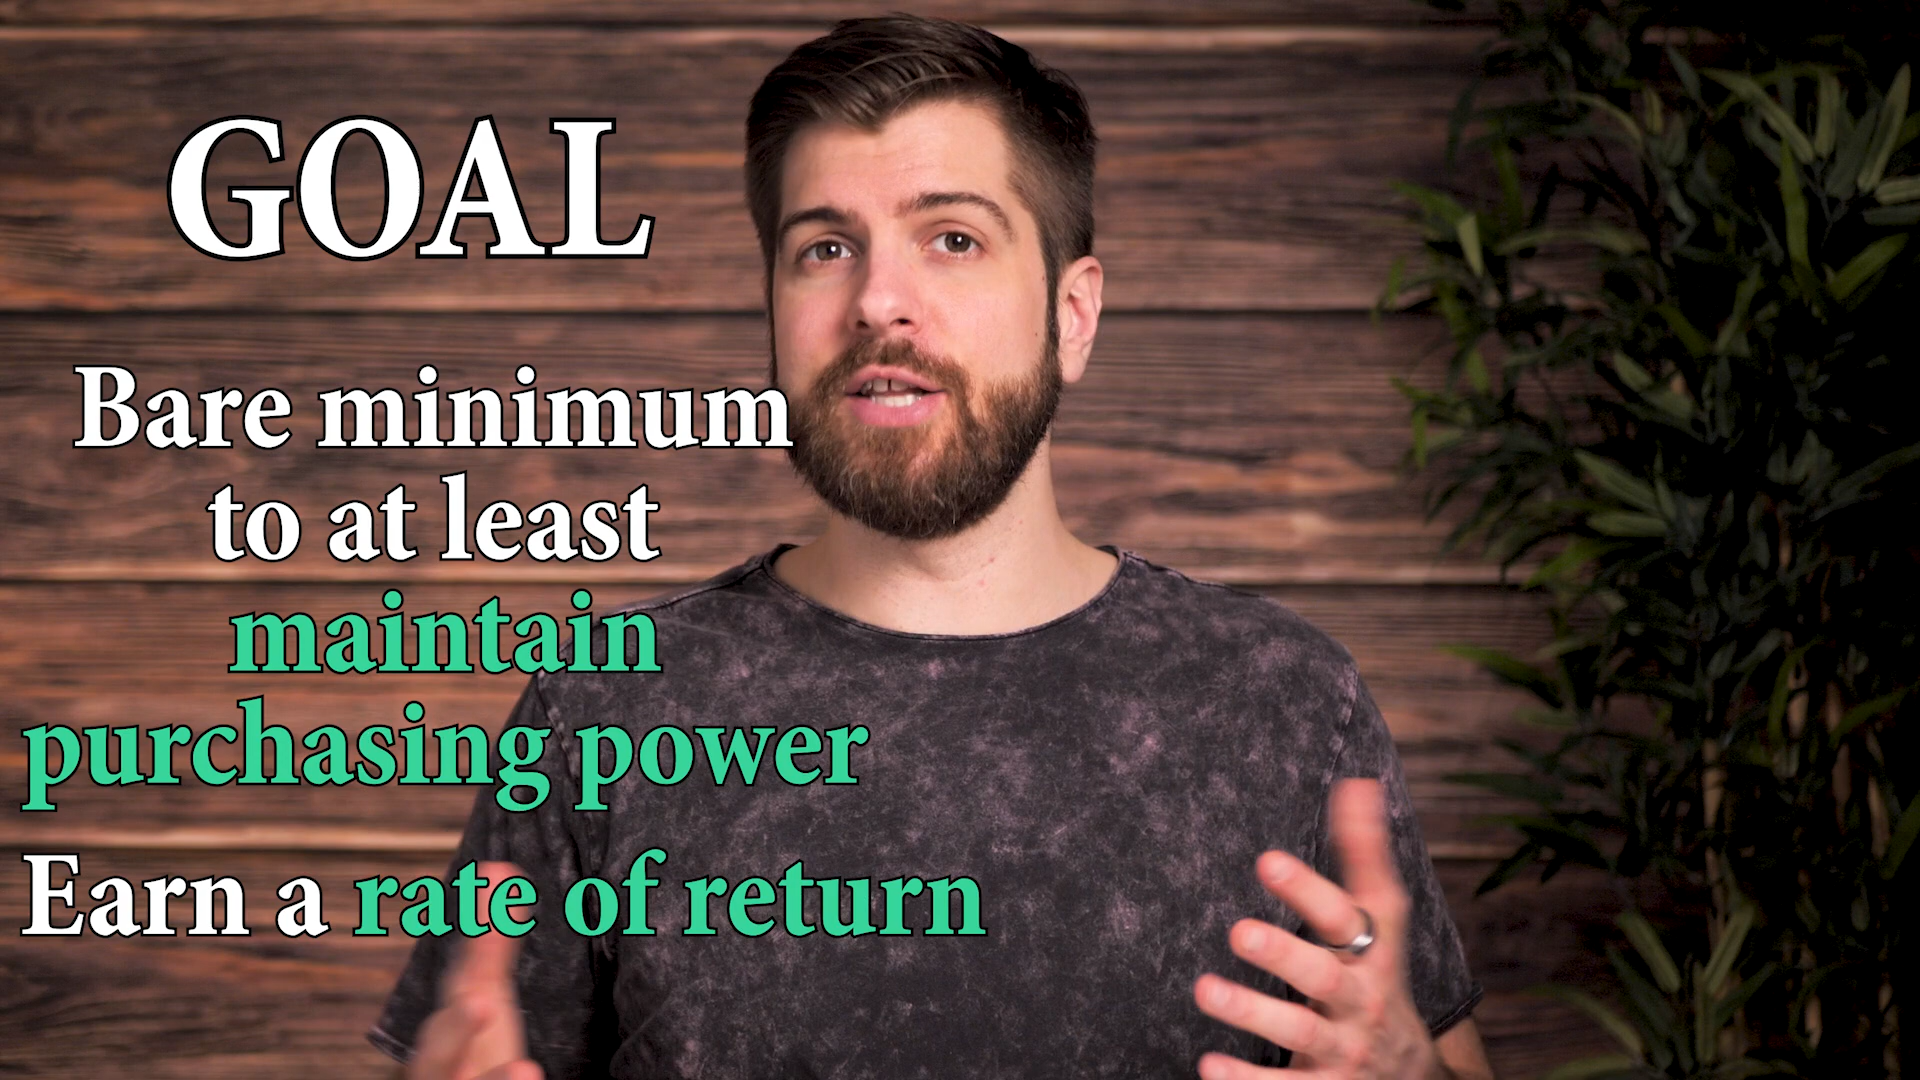 GOAL
Bare minimum
to at least
maintain
purchasing power
Earn a rate of return